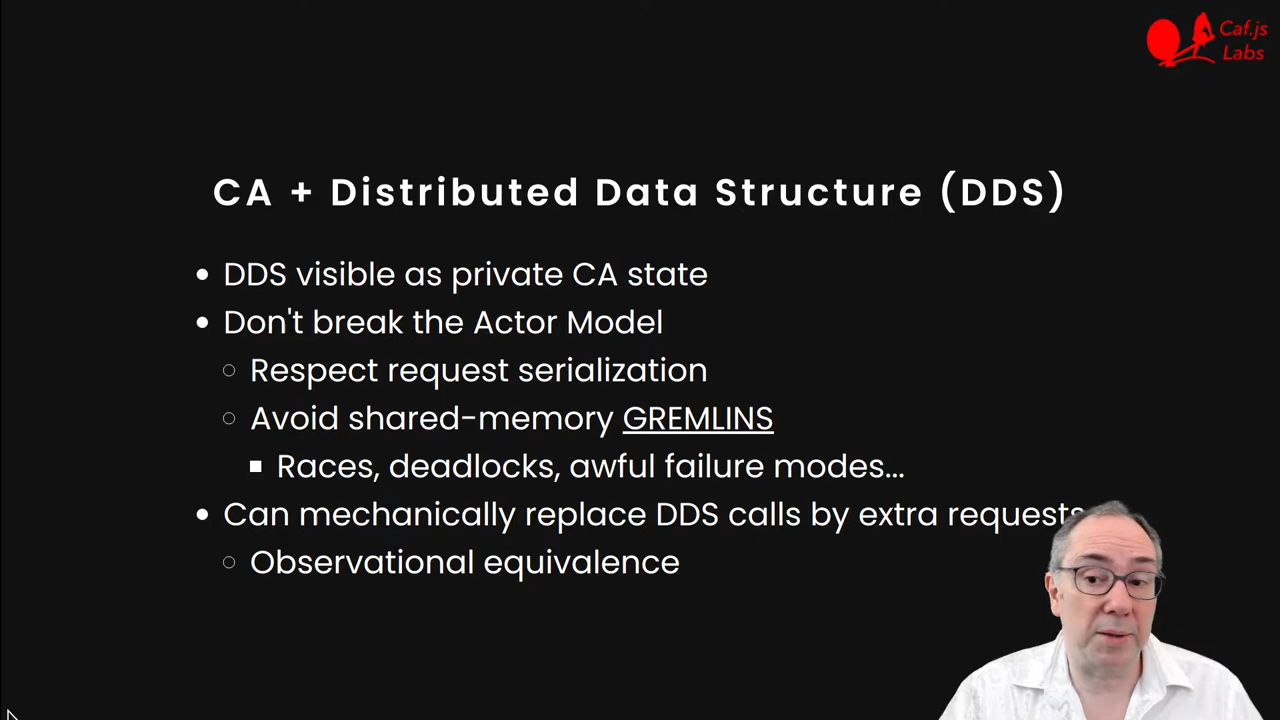 Caf.js
Labs
CA + Distributed Data Structure (DDS)
DDS visible as private CA state
Don't break the Actor Model
Respect request serialization
Avoid shared-memory GREMLINS
Races, deadlocks, awful failure modes...
Can mechanically replace DDS calls by extra requests
Observational equivalence